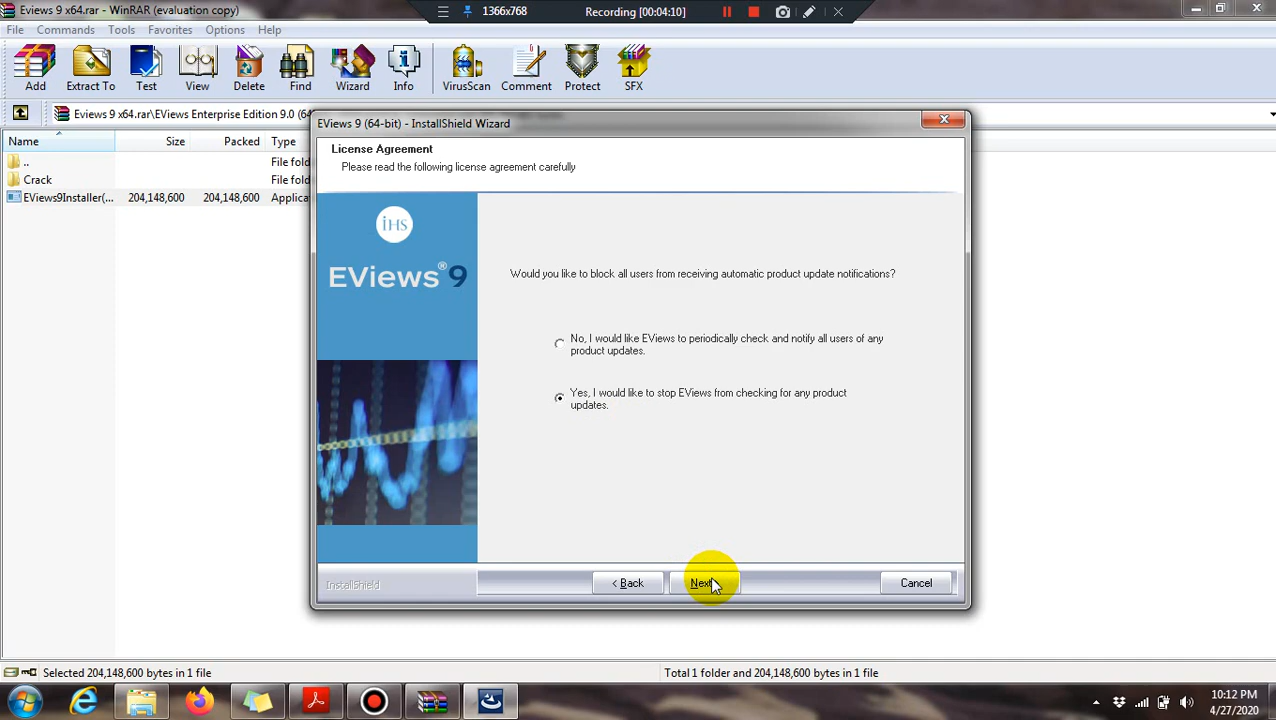 Eviews 9 x64.rar - WinRAR (evaluation copy)
1366x768
Recording [00:04:10]
File Commands Tools Favorites Options Help
Add Extract To Test View Delete Find Wizard Info VirusScan Comment Protect SFX
Eviews 9 x64.rar\EViews Enterprise Edition 9.0 (64
Name Size Packed Type
..
File fold
Crack
File fold
EViews9Installer(... 204,148,600 204,148,600 Applica
EViews 9 (64-bit) - InstallShield Wizard
License Agreement
Please read the following license agreement carefully
iHS
EViews® 9
Would you like to block all users from receiving automatic product update notifications?
No, I would like EViews to periodically check and notify all users of any
product updates.
Yes, I would like to stop EViews from checking for any product
updates.
InstallShield
< Back
Next
Cancel
Selected 204,148,600 bytes in 1 file
Total 1 folder and 204,148,600 bytes in 1 file
10:12 PM
4/27/2020